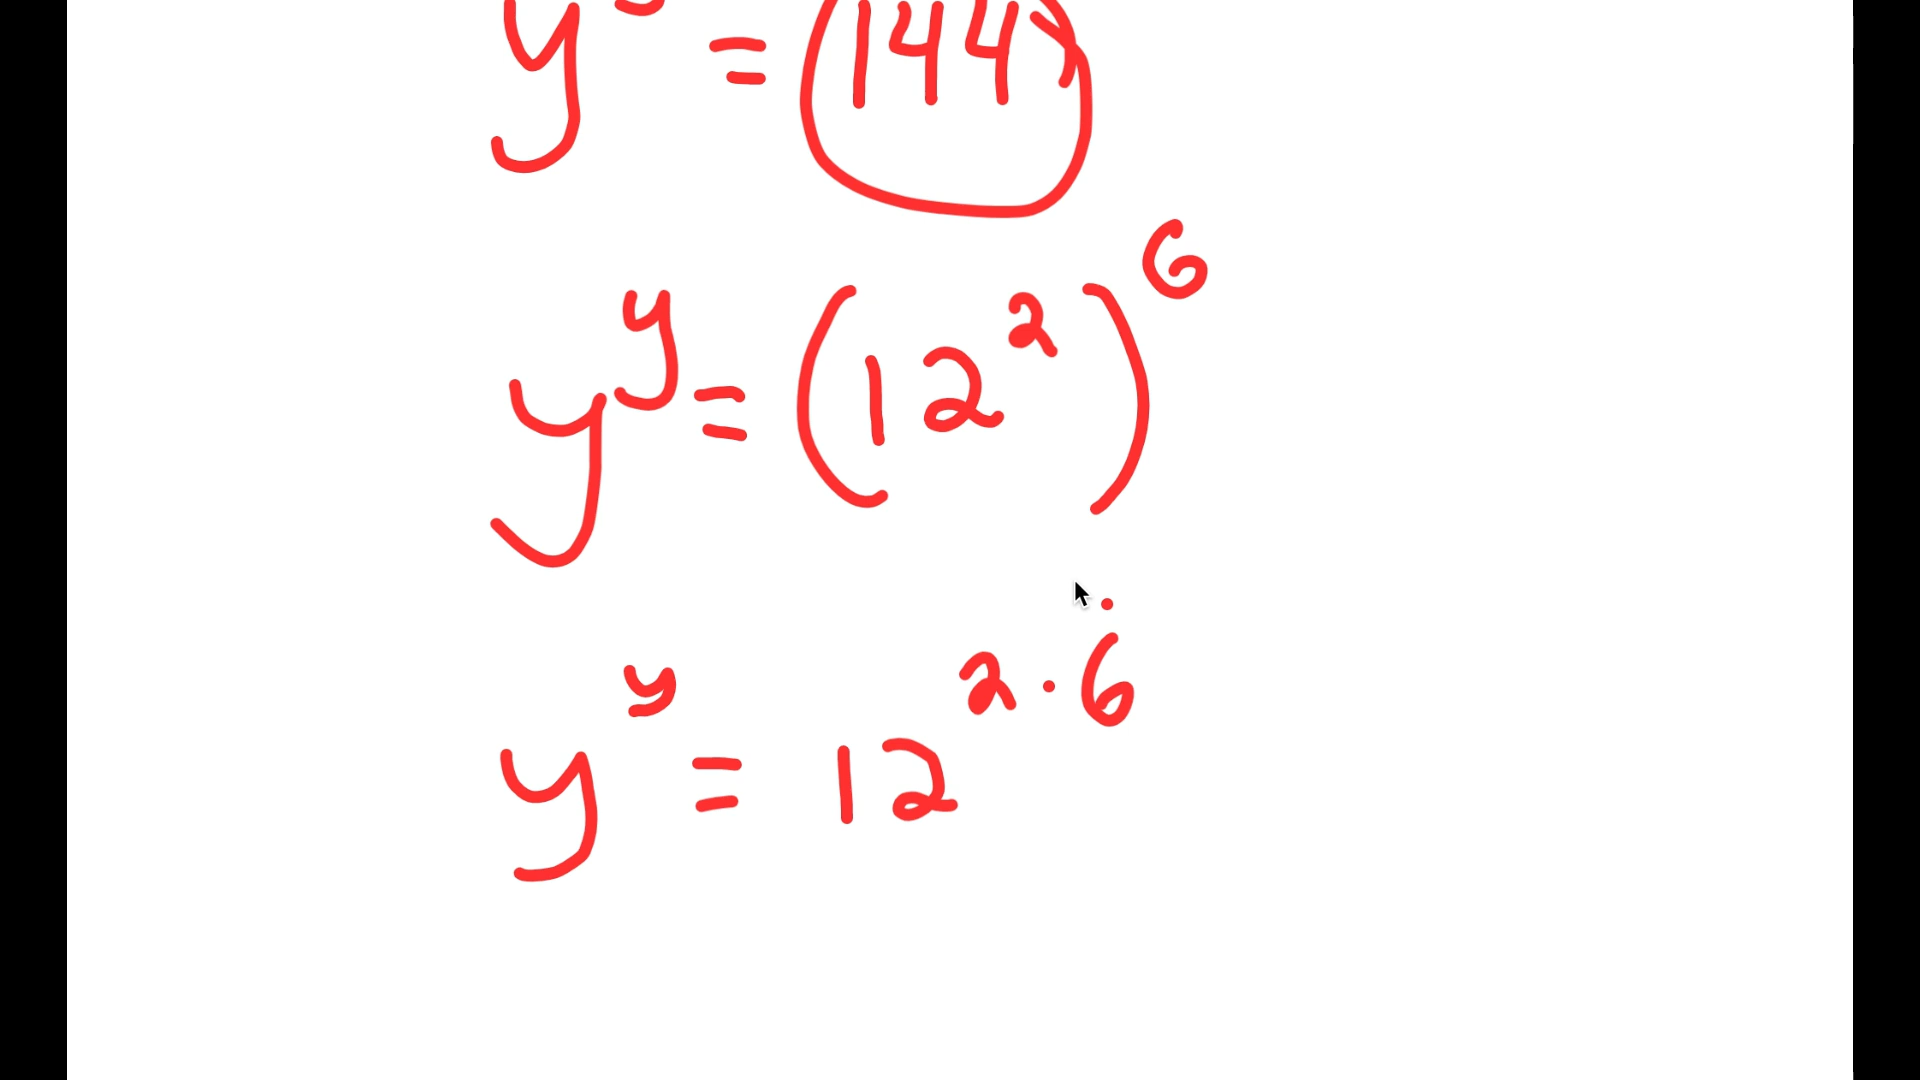 y^y = (144)
y^y = (12^2)^6
y^y = 12^2·6